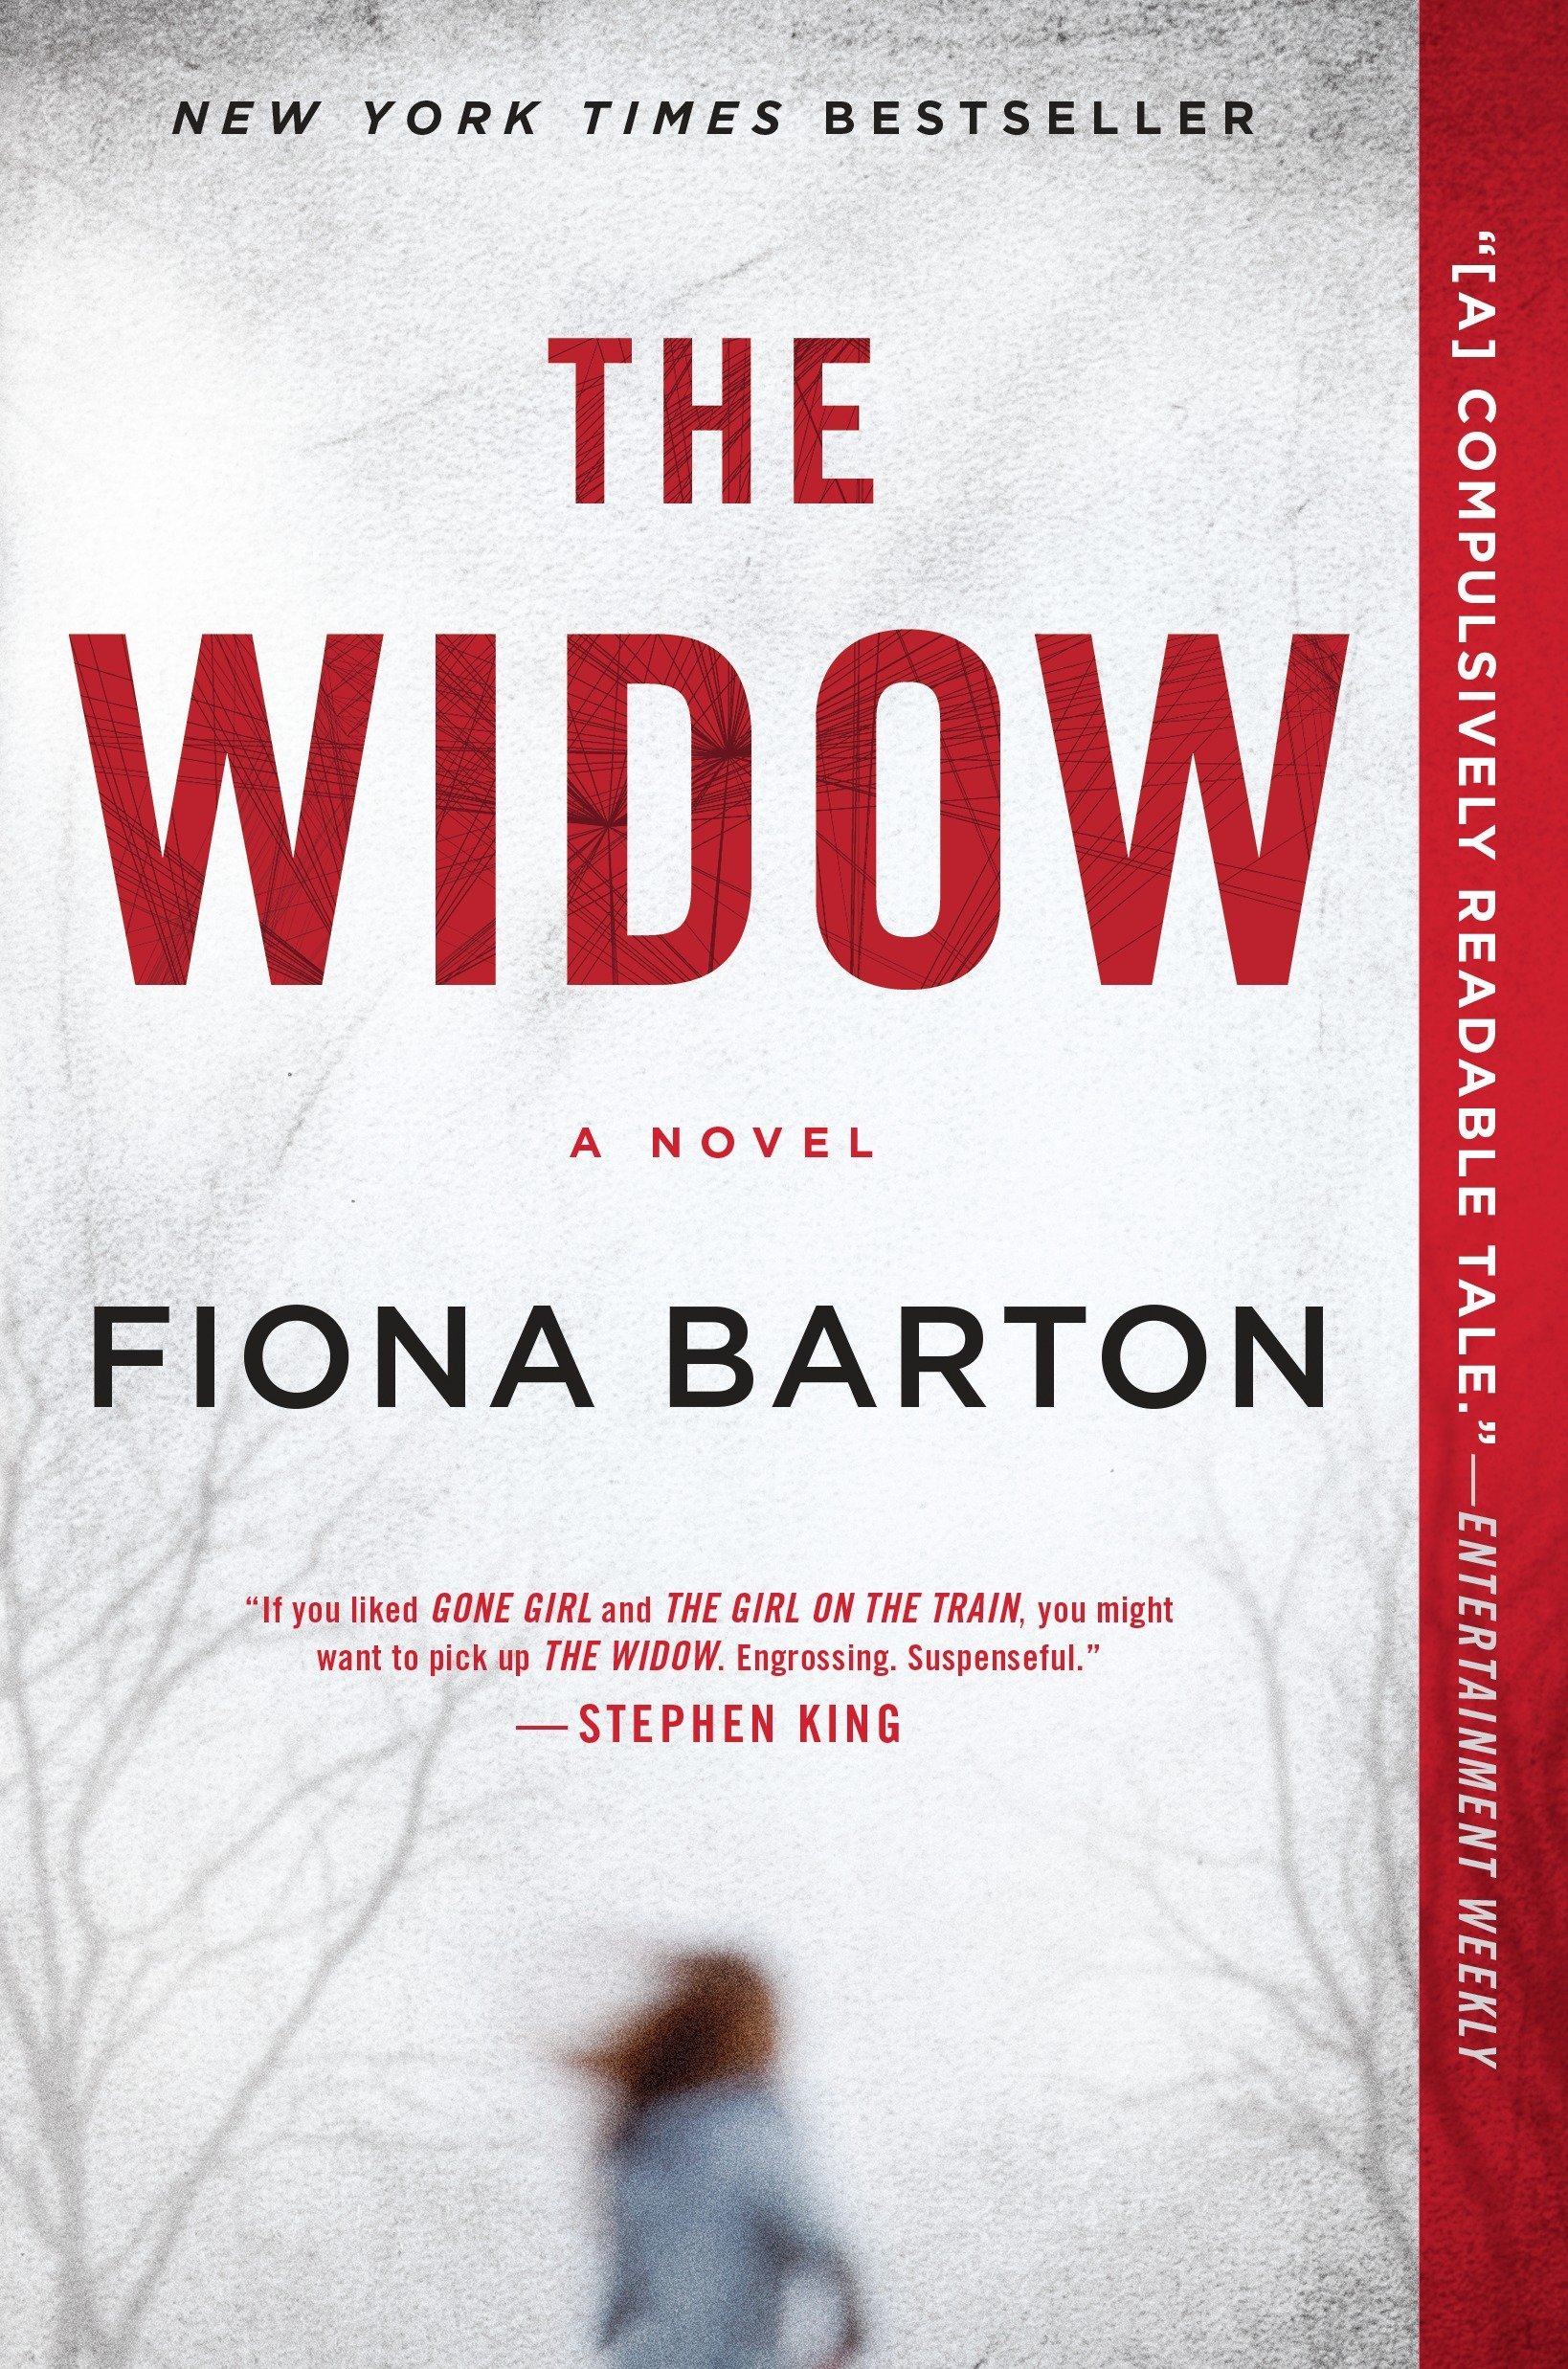 NEW YORK TIMES BESTSELLER
THE
WIDOW
A NOVEL
FIONA BARTON
“If you liked GONE GIRL and THE GIRL ON THE TRAIN, you might
want to pick up THE WIDOW. Engrossing. Suspenseful.”
—STEPHEN KING
“[A] COMPULSIVELY READABLE TALE.”—ENTERTAINMENT WEEKLY